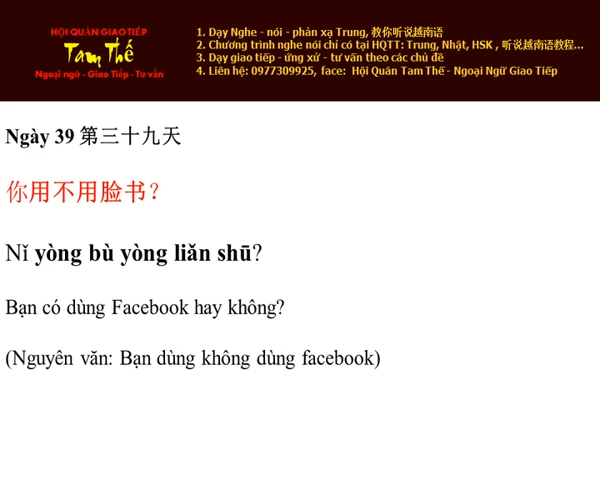 HỘI QUÁN GIAO TIẾP
Tam Thế
Ngoại ngữ - Giao Tiếp - Tư vấn
1. Dạy Nghe - nói - phản xạ Trung, 教你听说越南语
2. Chương trình nghe nói chỉ có tại HQTT: Trung, Nhật, HSK , 听说越南语教程...
3. Dạy giao tiếp - ứng xử - tư vấn theo các chủ đề
4. Liên hệ: 0977309925, face: Hội Quán Tam Thế - Ngoại Ngữ Giao Tiếp
Ngày 39 第三十九天
你用不用脸书？
Nǐ yòng bù yòng liǎn shū?
Bạn có dùng Facebook hay không?
(Nguyên văn: Bạn dùng không dùng facebook)